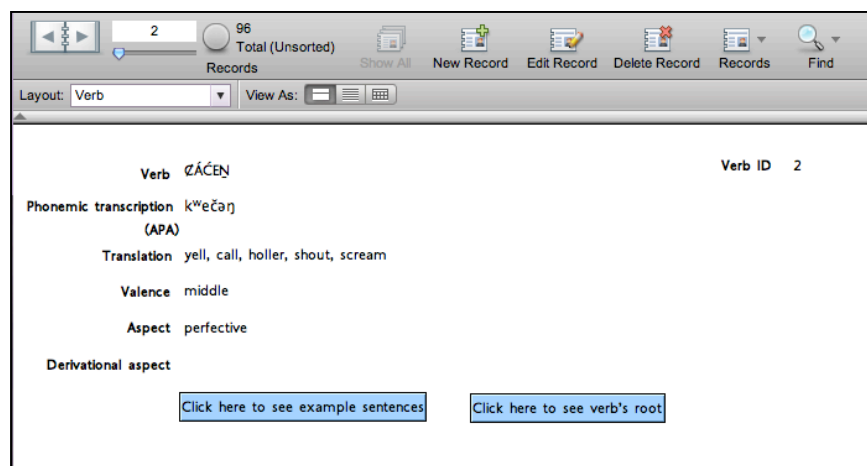 2
96
Total (Unsorted)
Records
Show All
New Record
Edit Record
Delete Record
Records
Find
Layout: Verb
View As:
Verb ȻÁĆEṈ
Verb ID 2
Phonemic transcription kʷečəŋ
(APA)
Translation yell, call, holler, shout, scream
Valence middle
Aspect perfective
Derivational aspect
Click here to see example sentences
Click here to see verb's root